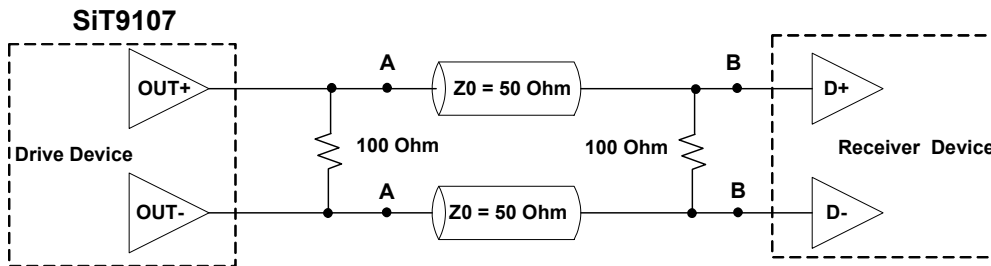 SiT9107
A
B
OUT+
Z0 = 50 Ohm
D+
Drive Device
100 Ohm
100 Ohm
Receiver Device
A
B
OUT-
Z0 = 50 Ohm
D-